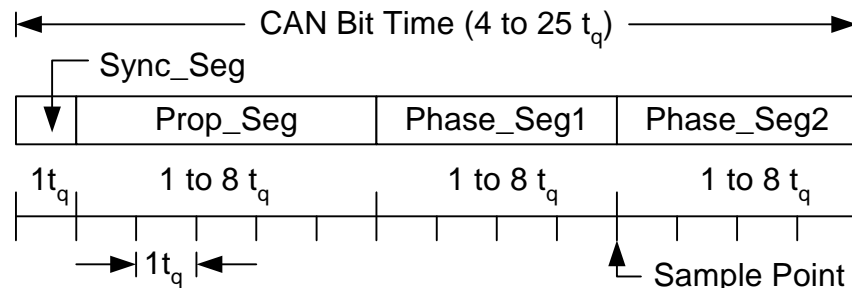 CAN Bit Time (4 to 25 tq)
Sync_Seg
Prop_Seg Phase_Seg1 Phase_Seg2
1tq 1 to 8 tq 1 to 8 tq 1 to 8 tq
1tq Sample Point